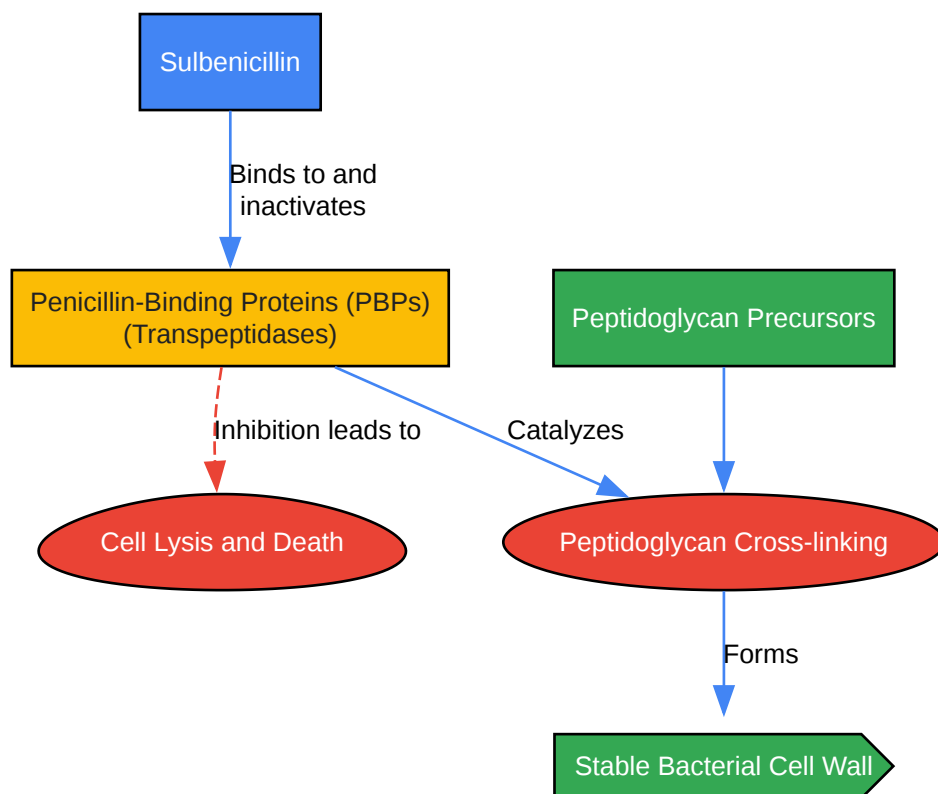 Sulbenicillin
Binds to and
inactivates
Penicillin-Binding Proteins (PBPs)
(Transpeptidases)
Peptidoglycan Precursors
Inhibition leads to
Catalyzes
Cell Lysis and Death
Peptidoglycan Cross-linking
Forms
Stable Bacterial Cell Wall